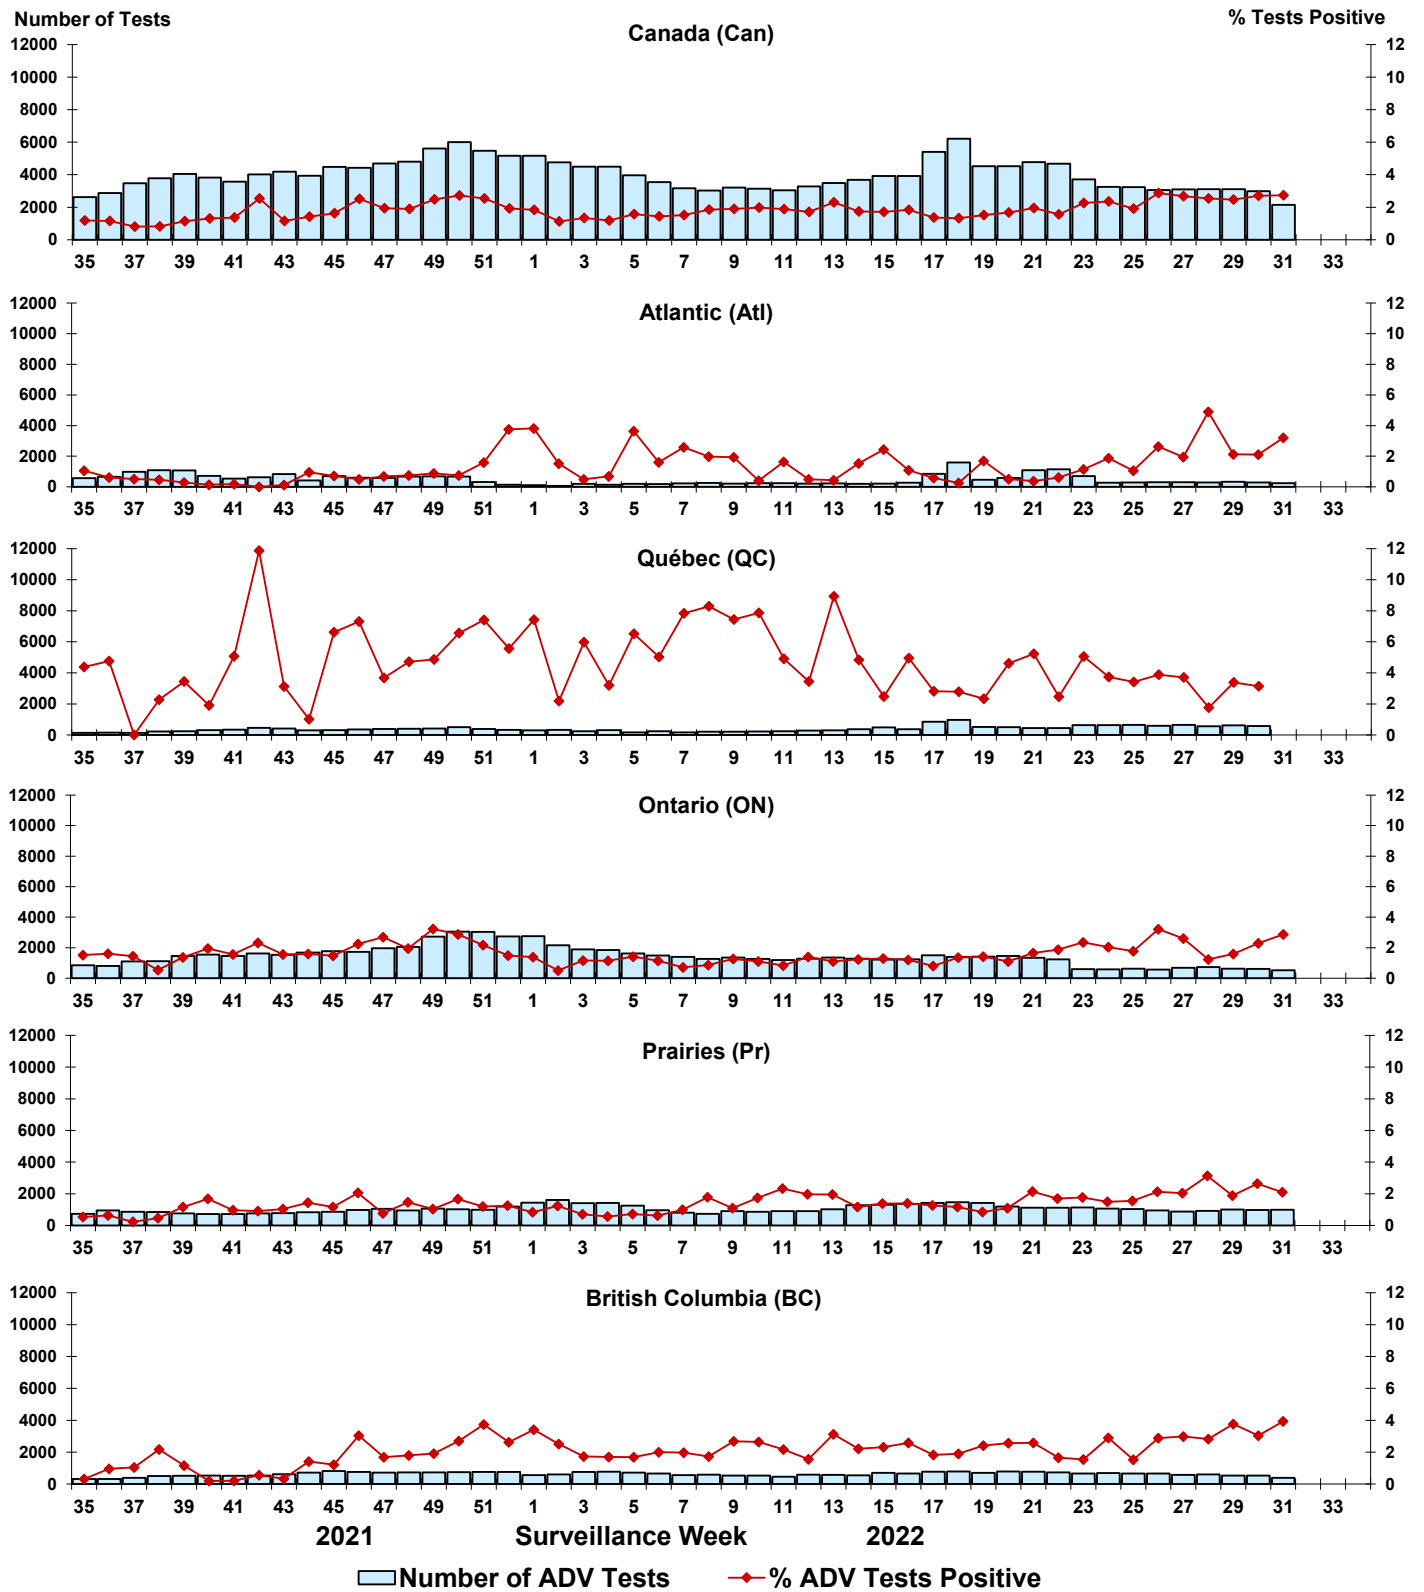 Number of Tests
% Tests Positive
Canada (Can)
12000 12
10000 10
8000 8
6000 6
4000 4
2000 2
0 0
35 37 39 41 43 45 47 49 51 1 3 5 7 9 11 13 15 17 19 21 23 25 27 29 31 33
Atlantic (Atl)
12000 12
10000 10
8000 8
6000 6
4000 4
2000 2
0 0
35 37 39 41 43 45 47 49 51 1 3 5 7 9 11 13 15 17 19 21 23 25 27 29 31 33
Québec (QC)
12000 12
10000 10
8000 8
6000 6
4000 4
2000 2
0 0
35 37 39 41 43 45 47 49 51 1 3 5 7 9 11 13 15 17 19 21 23 25 27 29 31 33
Ontario (ON)
12000 12
10000 10
8000 8
6000 6
4000 4
2000 2
0 0
35 37 39 41 43 45 47 49 51 1 3 5 7 9 11 13 15 17 19 21 23 25 27 29 31 33
Prairies (Pr)
12000 12
10000 10
8000 8
6000 6
4000 4
2000 2
0 0
35 37 39 41 43 45 47 49 51 1 3 5 7 9 11 13 15 17 19 21 23 25 27 29 31 33
British Columbia (BC)
12000 12
10000 10
8000 8
6000 6
4000 4
2000 2
0 0
35 37 39 41 43 45 47 49 51 1 3 5 7 9 11 13 15 17 19 21 23 25 27 29 31 33
2021 Surveillance Week 2022
Number of ADV Tests % ADV Tests Positive